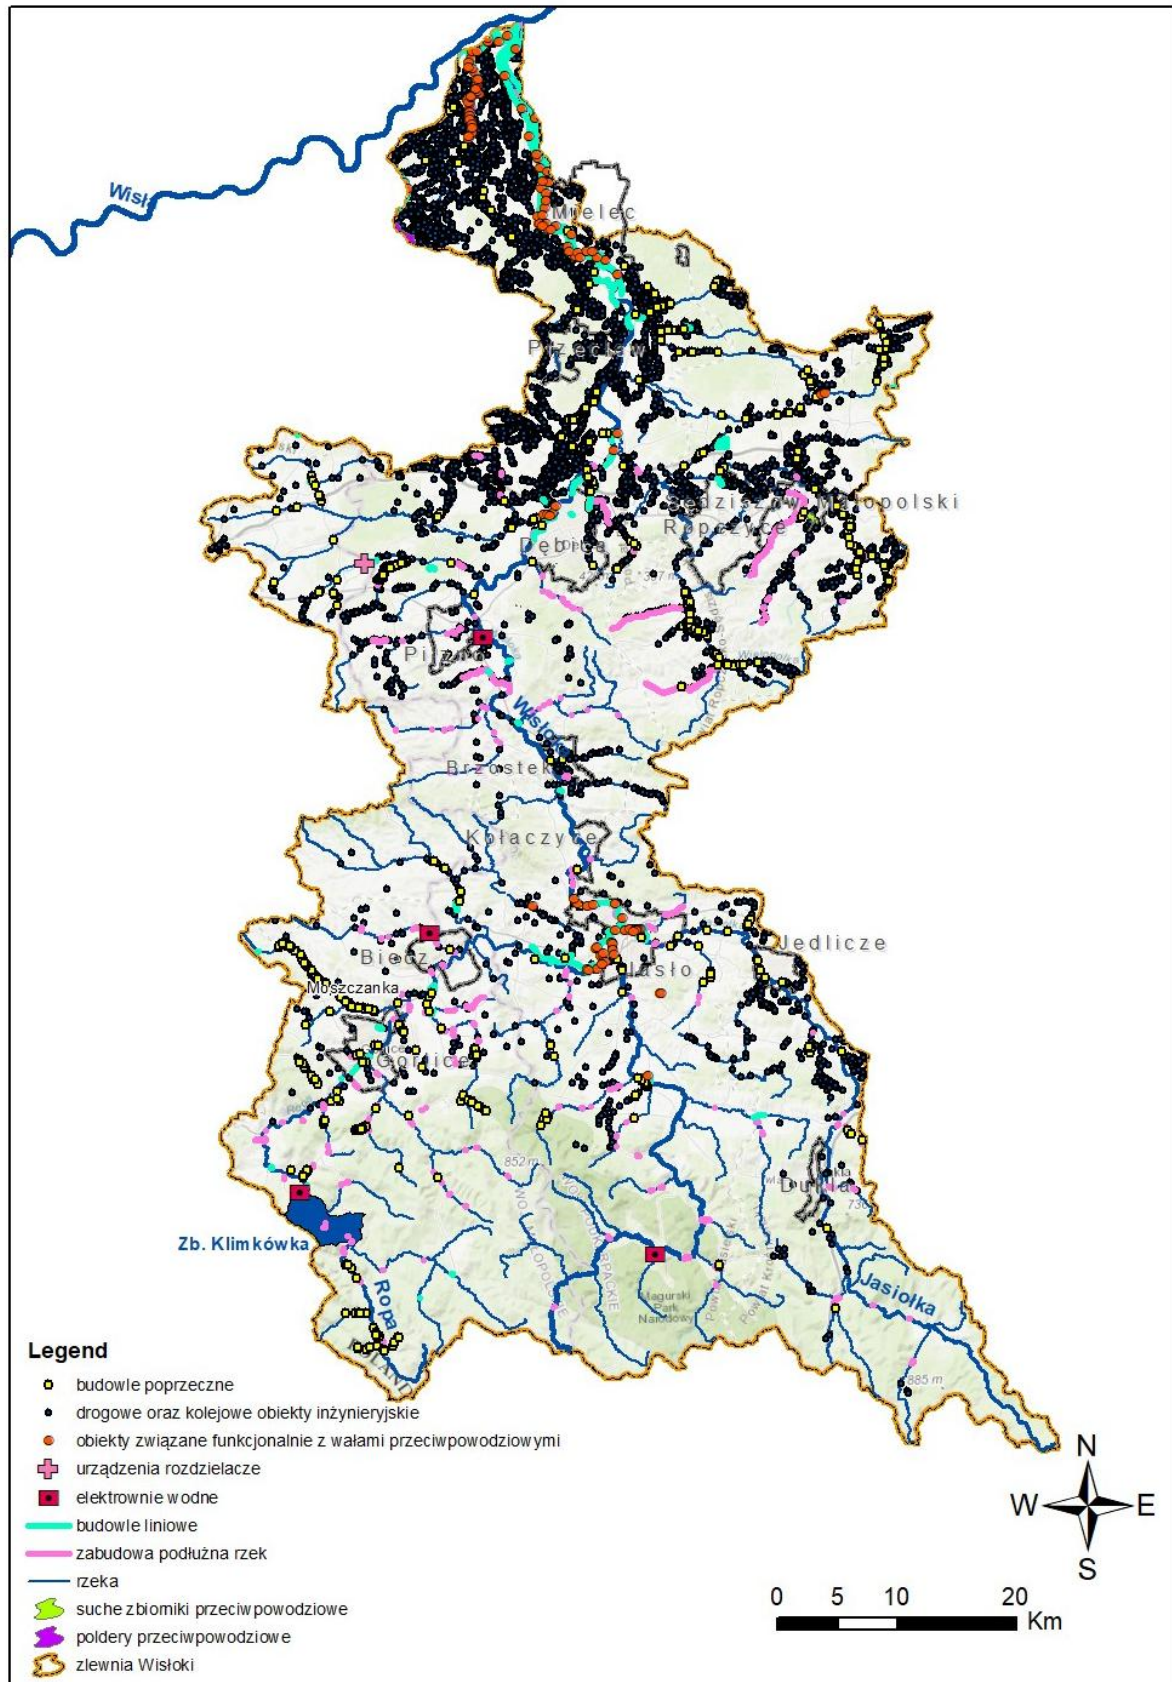 Wisł
Mielec
Przecław
Sędziszów Małopolski
Ropczyce
Dębica
Pilzno
Wielopolka
Wisłoka
Brzostek
Kołaczyce
Jedlicze
Biecz
Jasło
Moszczanka
Gorlice
852 m
Dukla
Zb. Klimkówka
Magurski
Park
Narodowy
Jasiołka
Ropa
POLAND
885 m
Legend
budowle poprzeczne
drogowe oraz kolejowe obiekty inżynieryjskie
obiekty związane funkcjonalnie z wałami przeciwpowodziowymi
urządzenia rozdzielacze
elektrownie wodne
budowle liniowe
zabudowa podłużna rzek
rzeka
suche zbiorniki przeciwpowodziowe
poldery przeciwpowodziowe
zlewnia Wisłoki
N
W E
S
0 5 10 20
Km